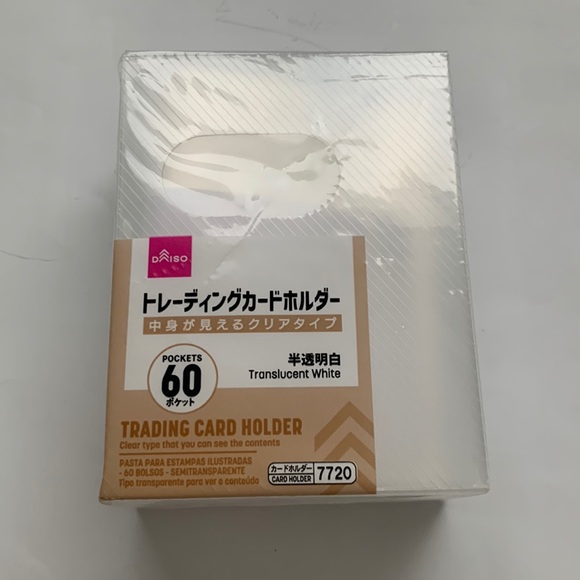 DAISO
トレーディングカードホルダー
中身が見えるクリアタイプ
POCKETS
60
ポケット
半透明白
Translucent White
TRADING CARD HOLDER
Clear type that you can see the contents
PASTA PARA ESTAMPAS ILUSTRADAS
- 60 BOLSOS - SEMITRANSPARENTE
Tipo transparente para ver o conteúdo
カードホルダー
CARD HOLDER
7720